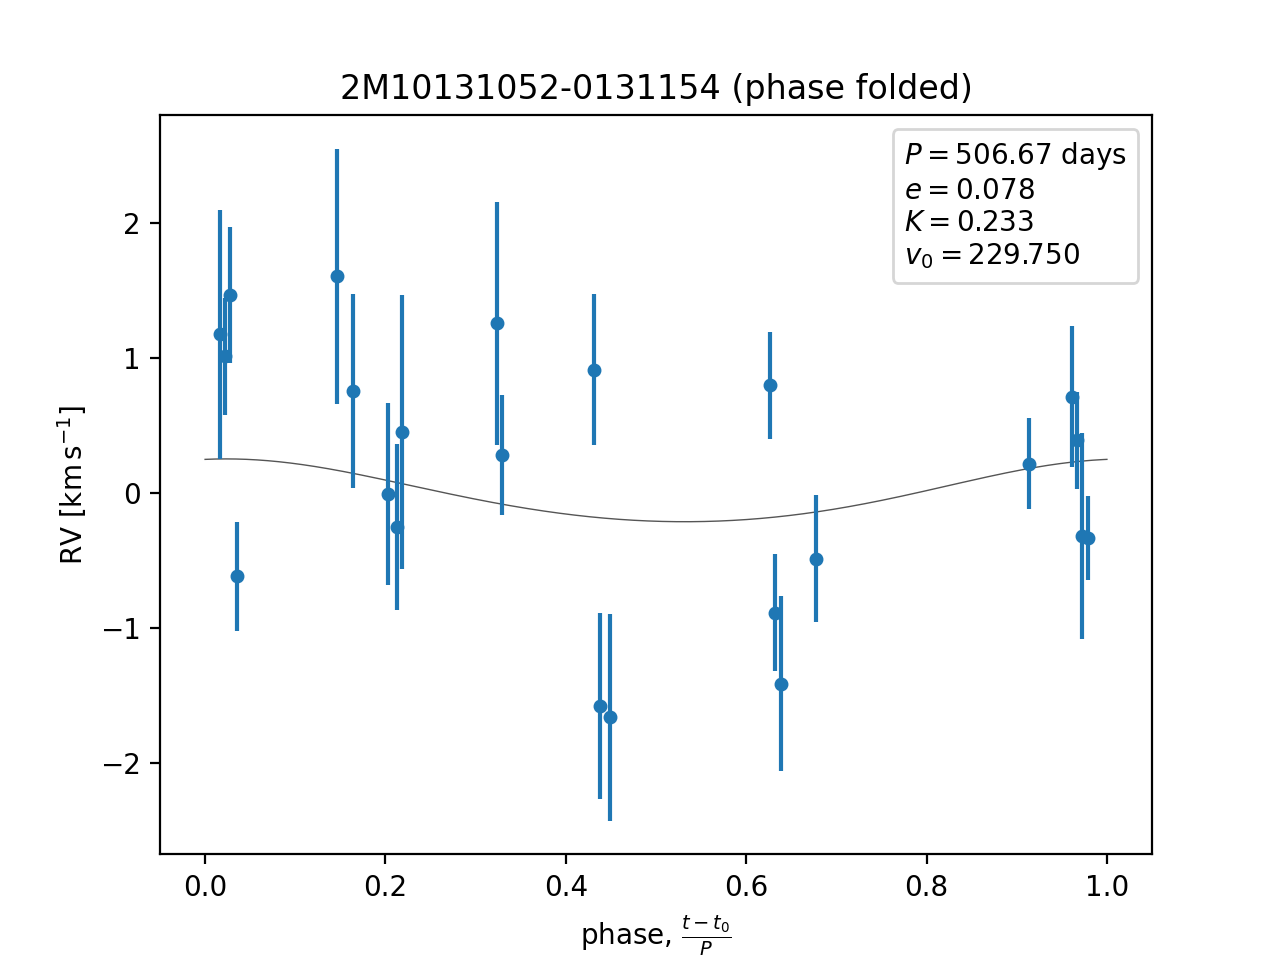 2M10131052-0131154 (phase folded)
P = 506.67 days
e = 0.078
K = 0.233
v₀ = 229.750
RV [km s⁻¹]
2
1
0
−1
−2
0.0 0.2 0.4 0.6 0.8 1.0
phase, (t − t₀)/P